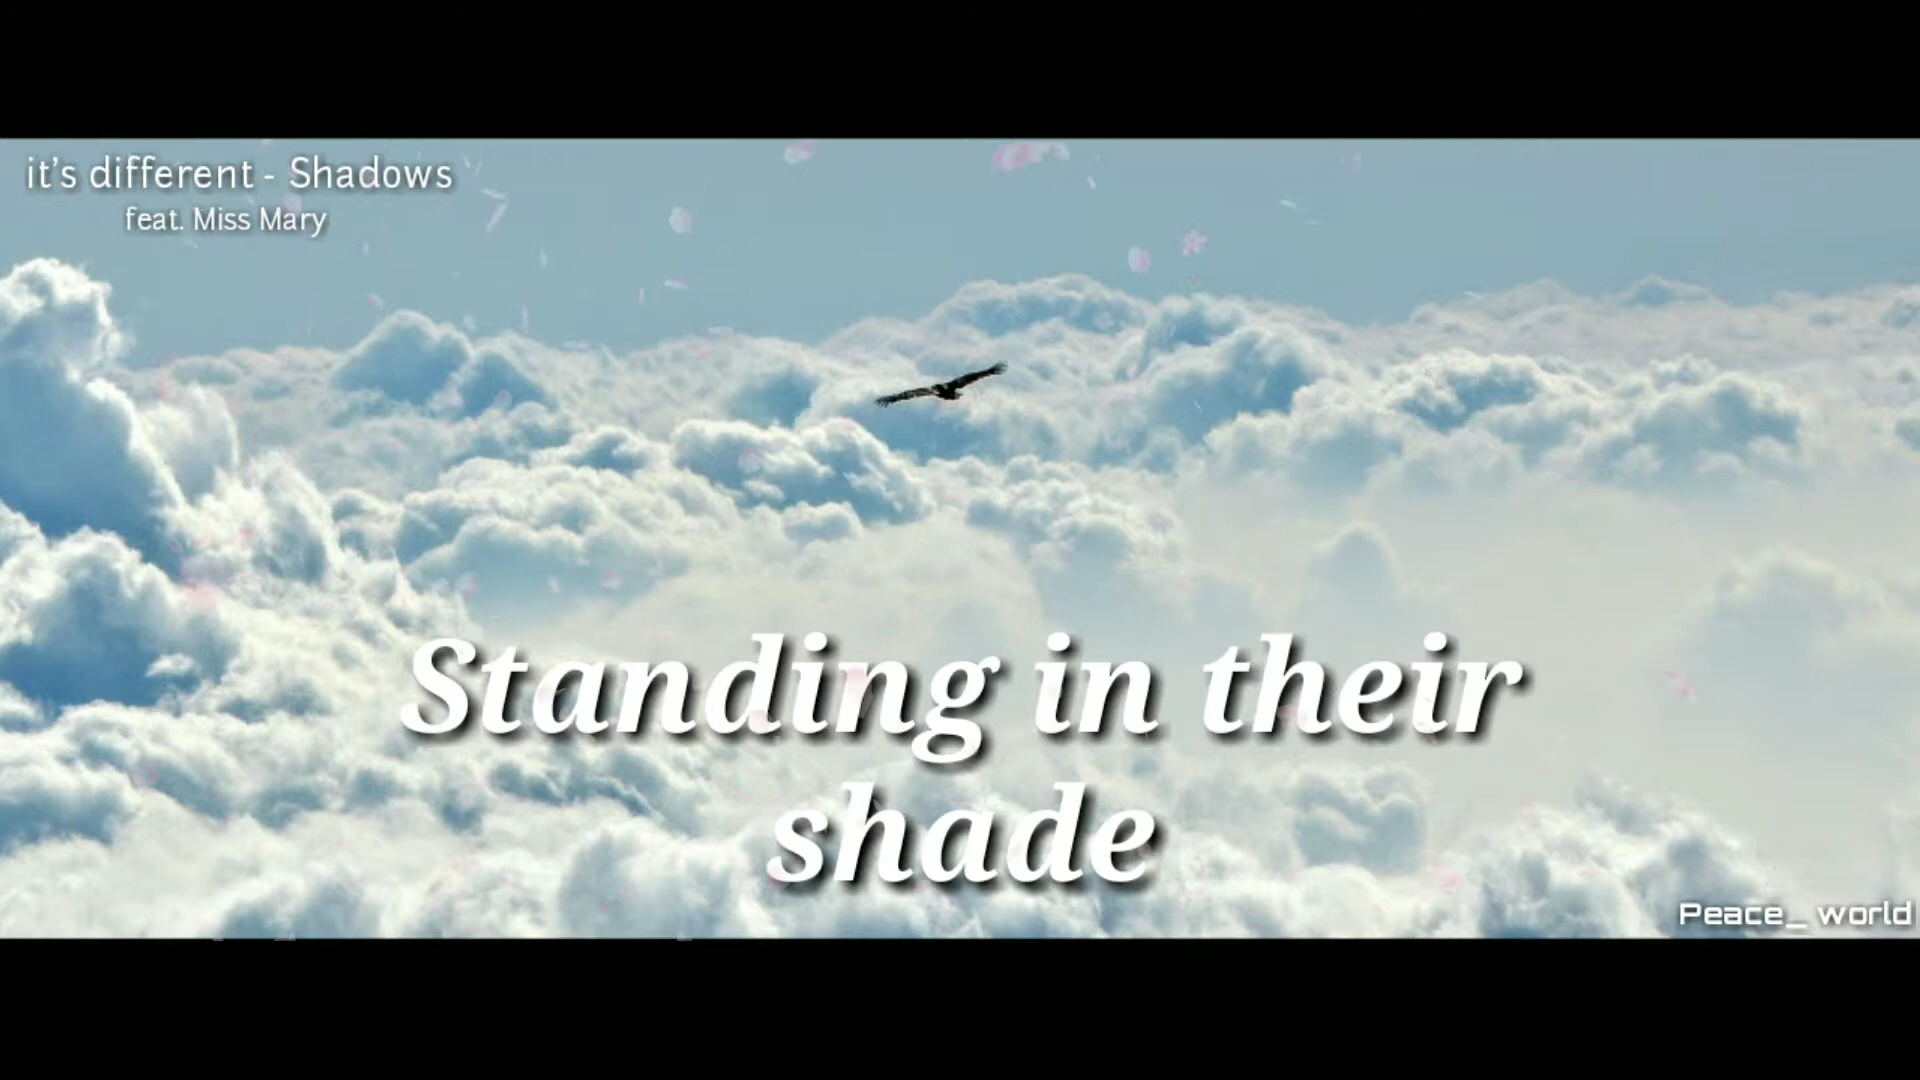 it's different - Shadows
feat. Miss Mary
Standing in their
shade
Peace_ world